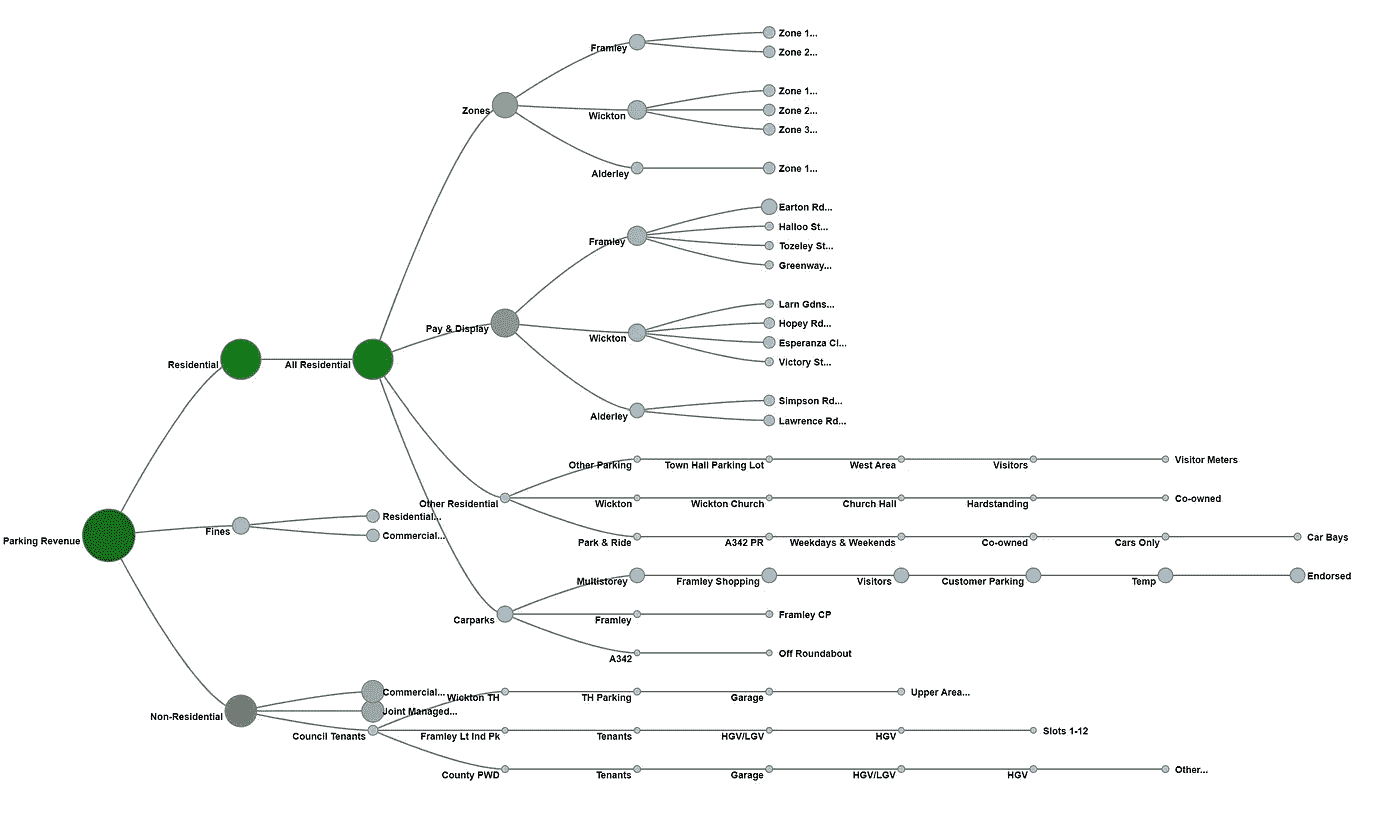 Framley
Zone 1...
Zone 2...
Zones
Wickton
Zone 1...
Zone 2...
Zone 3...
Alderley
Zone 1...
Earton Rd...
Framley
Halloo St...
Tozeley St...
Greenway...
Larn Gdns...
Pay & Display
Wickton
Hopey Rd...
Esperanza Cl...
Victory St...
Residential
All Residential
Alderley
Simpson Rd...
Lawrence Rd...
Other Parking Town Hall Parking Lot West Area Visitors Visitor Meters
Other Residential Wickton Wickton Church Church Hall Hardstanding Co-owned
Parking Revenue Fines Residential...
Commercial...
Park & Ride A342 PR Weekdays & Weekends Co-owned Cars Only Car Bays
Multistorey Framley Shopping Visitors Customer Parking Temp Endorsed
Carparks Framley Framley CP
A342 Off Roundabout
Non-Residential Commercial... Wickton TH TH Parking Garage Upper Area...
Joint Managed...
Council Tenants Framley Lt Ind Pk Tenants HGV/LGV HGV Slots 1-12
County PWD Tenants Garage HGV/LGV HGV Other...